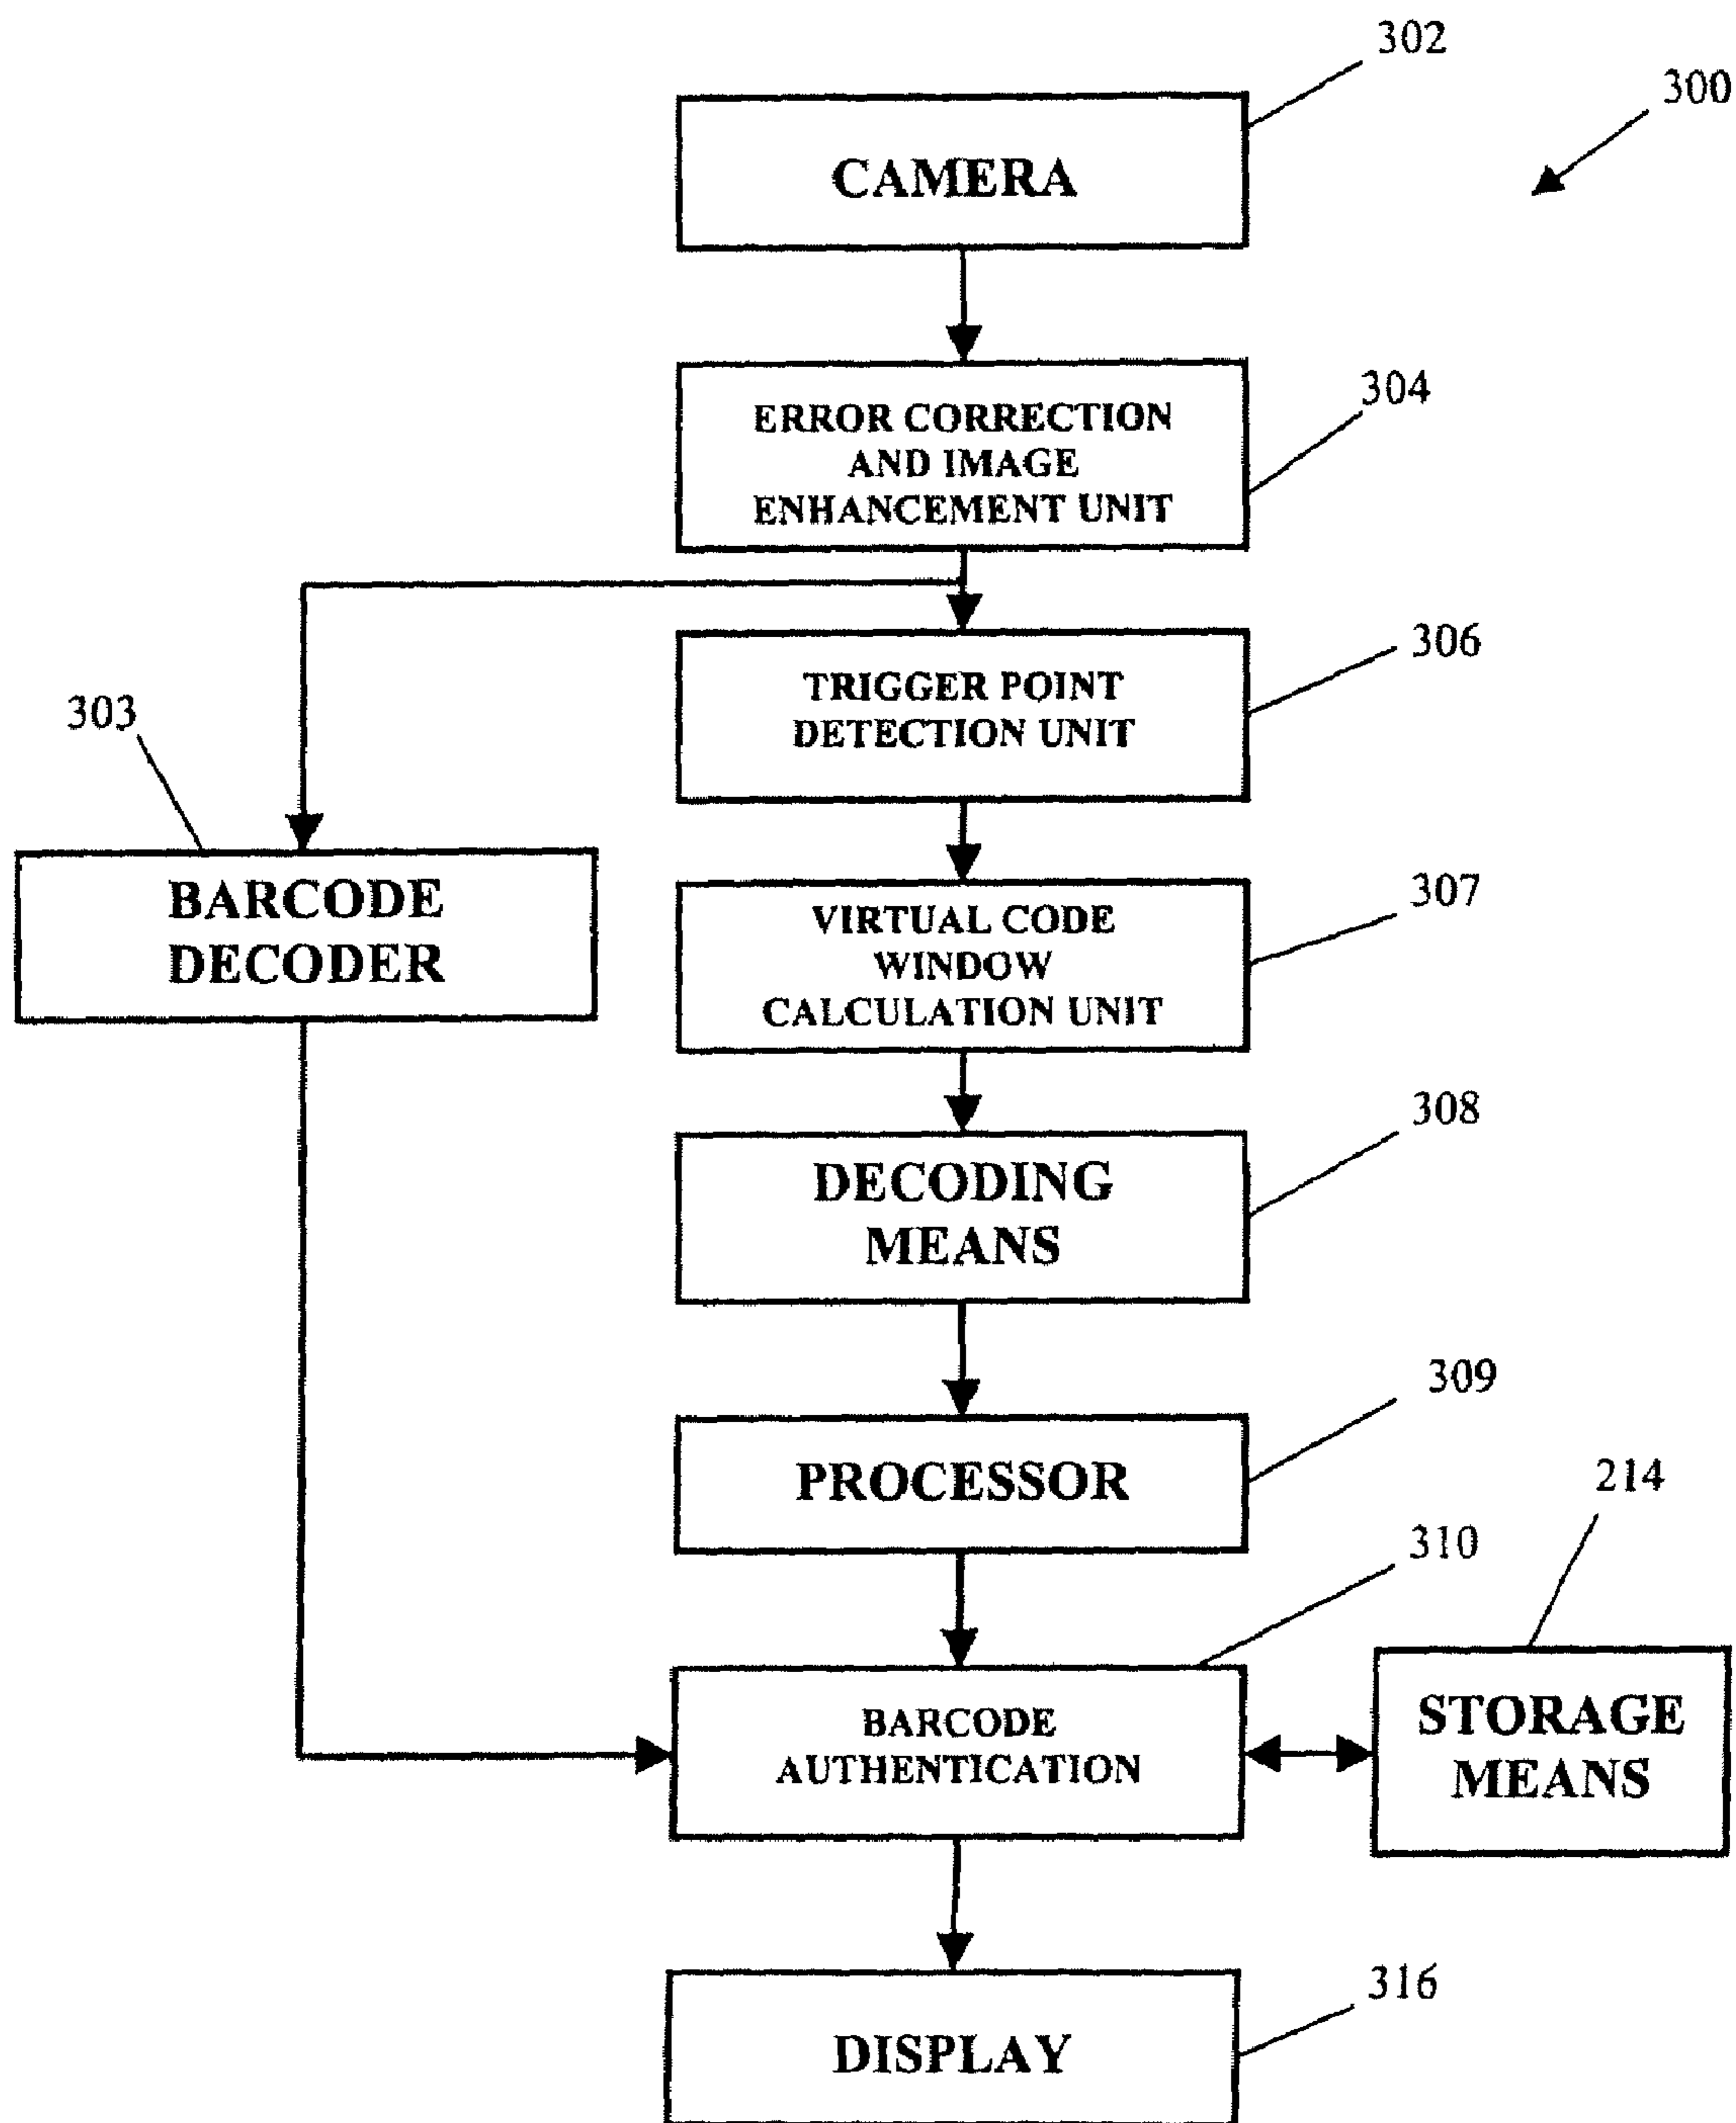 302
300
CAMERA
304
ERROR CORRECTION
AND IMAGE
ENHANCEMENT UNIT
306
TRIGGER POINT
DETECTION UNIT
303
BARCODE
DECODER
307
VIRTUAL CODE
WINDOW
CALCULATION UNIT
308
DECODING
MEANS
309
PROCESSOR
214
310
STORAGE
MEANS
BARCODE
AUTHENTICATION
316
DISPLAY